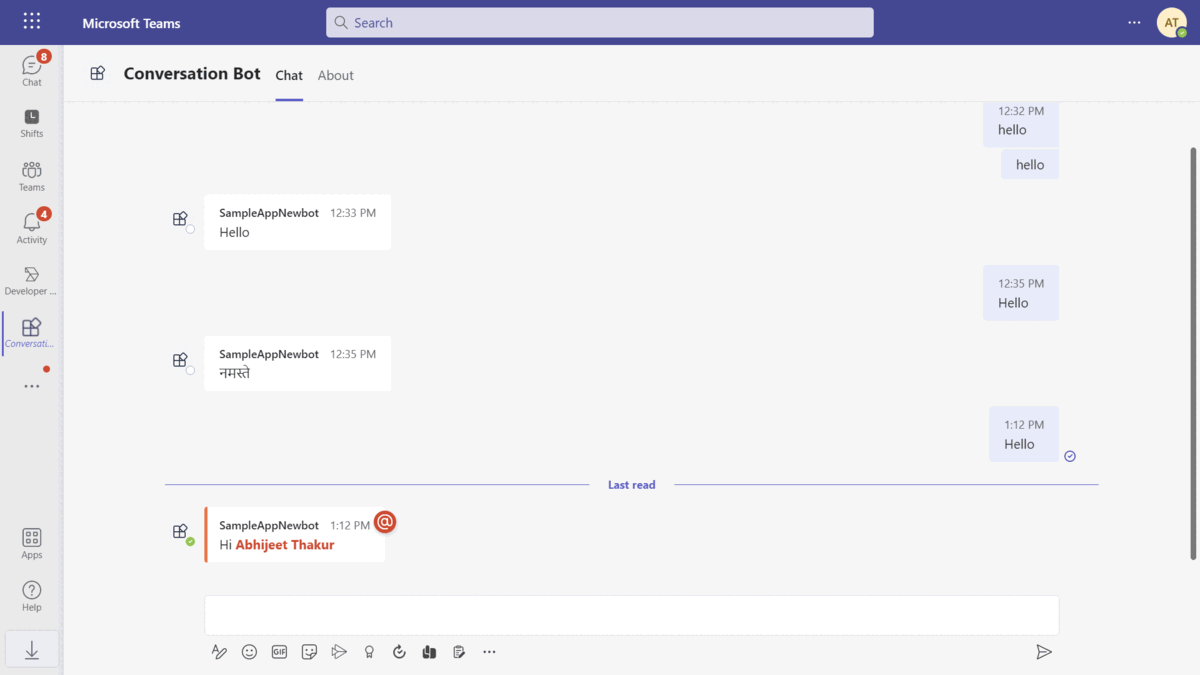 Microsoft Teams
Search
AT
8
Chat
Shifts
Teams
4
Activity
Developer ...
Conversati...
Apps
Help
Conversation Bot Chat About
12:32 PM
hello
hello
SampleAppNewbot 12:33 PM
Hello
12:35 PM
Hello
SampleAppNewbot 12:35 PM
नमस्ते
1:12 PM
Hello
Last read
SampleAppNewbot 1:12 PM @
Hi Abhijeet Thakur
GIF